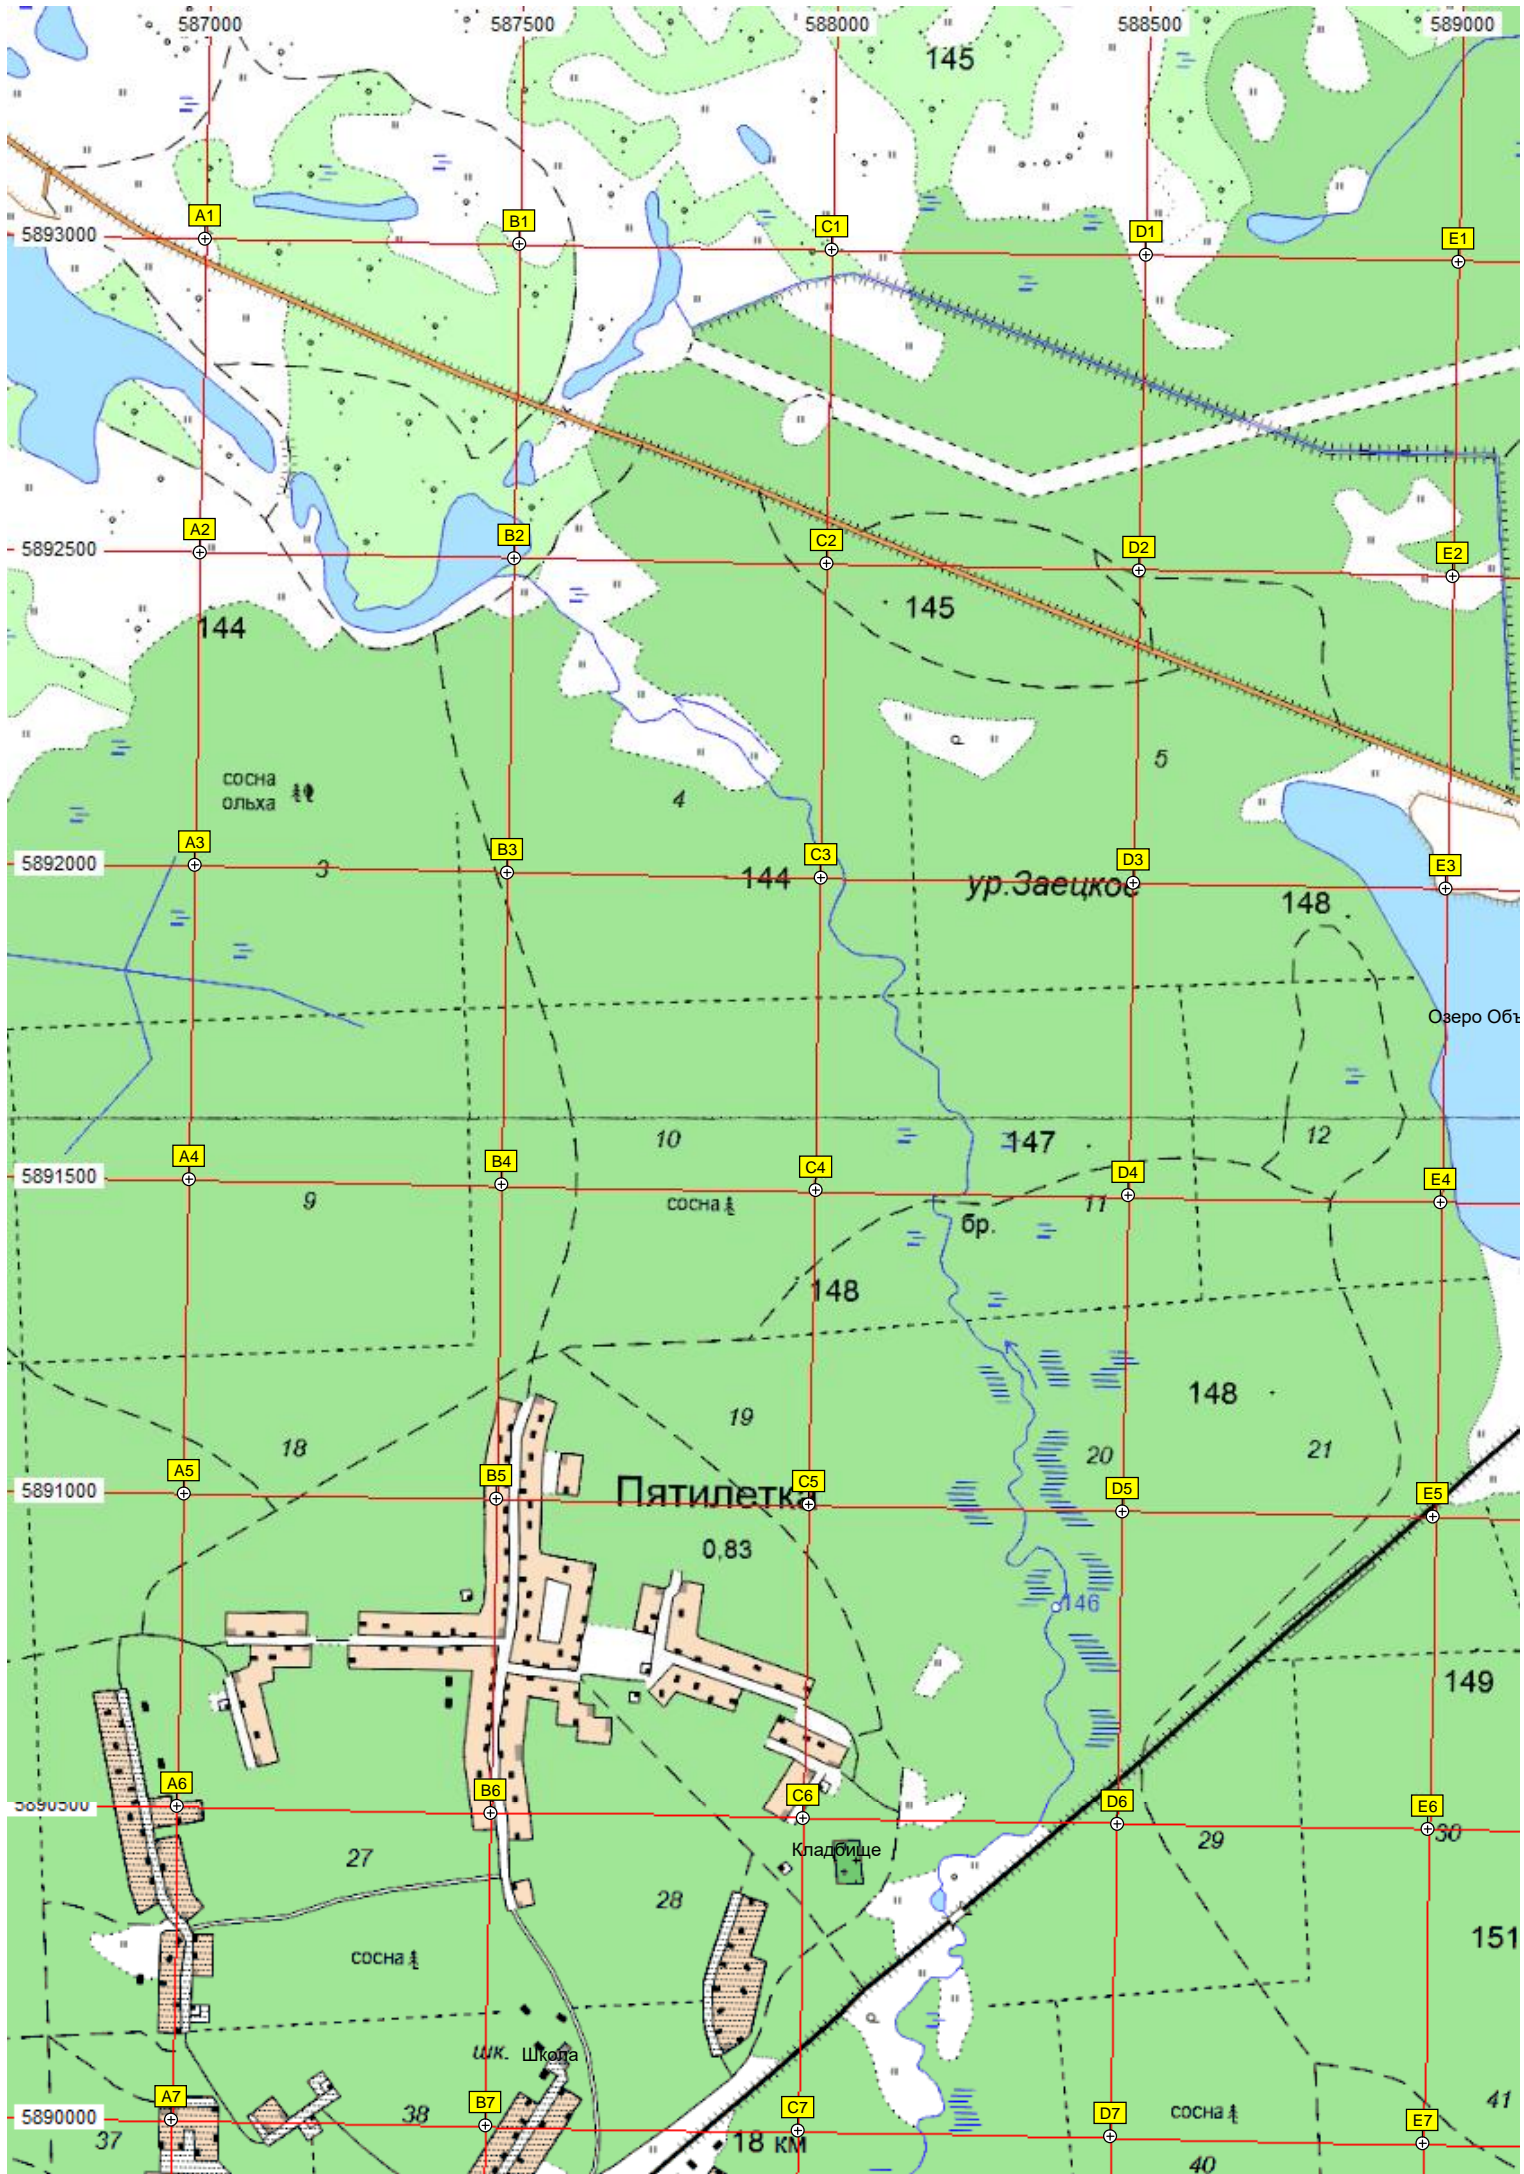 587000 587500 588000 588500 589000
145
A1 B1 C1 D1 E1
5893000
A2 B2 C2 D2 E2
5892500
145
144
5
сосна
ольха
4
A3 B3 C3 D3 E3
5892000
3
144
ур.Заецкое
148
Озеро Объ
10
147
12
A4 B4 C4 D4 E4
5891500
9
сосна
11
бр.
148
148
19
18
20
21
A5 B5 C5 D5 E5
5891000
Пятилетка
0,83
146
149
A6 B6 C6 D6 E6
5890500
29
30
Кладбище
27
28
151
сосна
шк. Школа
A7 B7 C7 D7 E7
5890000
38
41
сосна
37
18 км
40